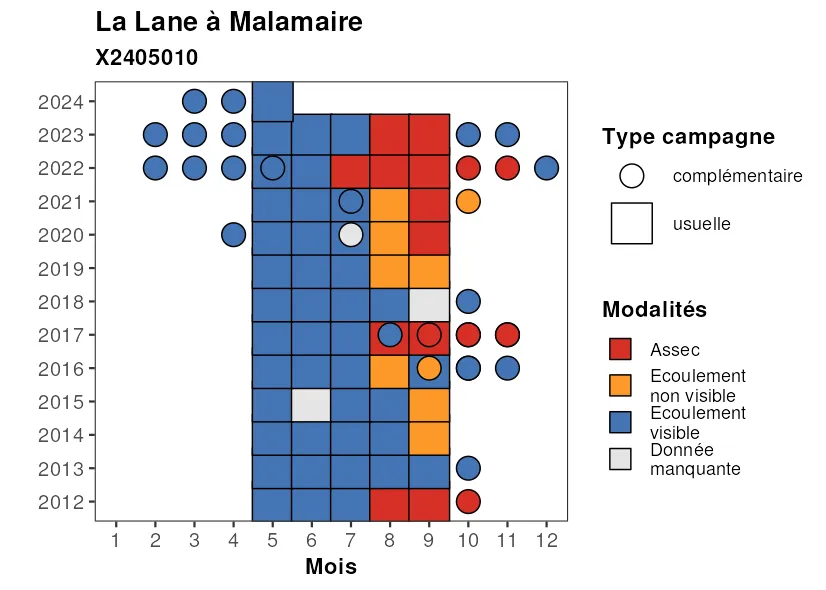 La Lane à Malamaire
X2405010
2024
2023
2022
2021
2020
2019
2018
2017
2016
2015
2014
2013
2012
1 2 3 4 5 6 7 8 9 10 11 12
Mois
Type campagne
complémentaire
usuelle
Modalités
Assec
Ecoulement
non visible
Ecoulement
visible
Donnée
manquante